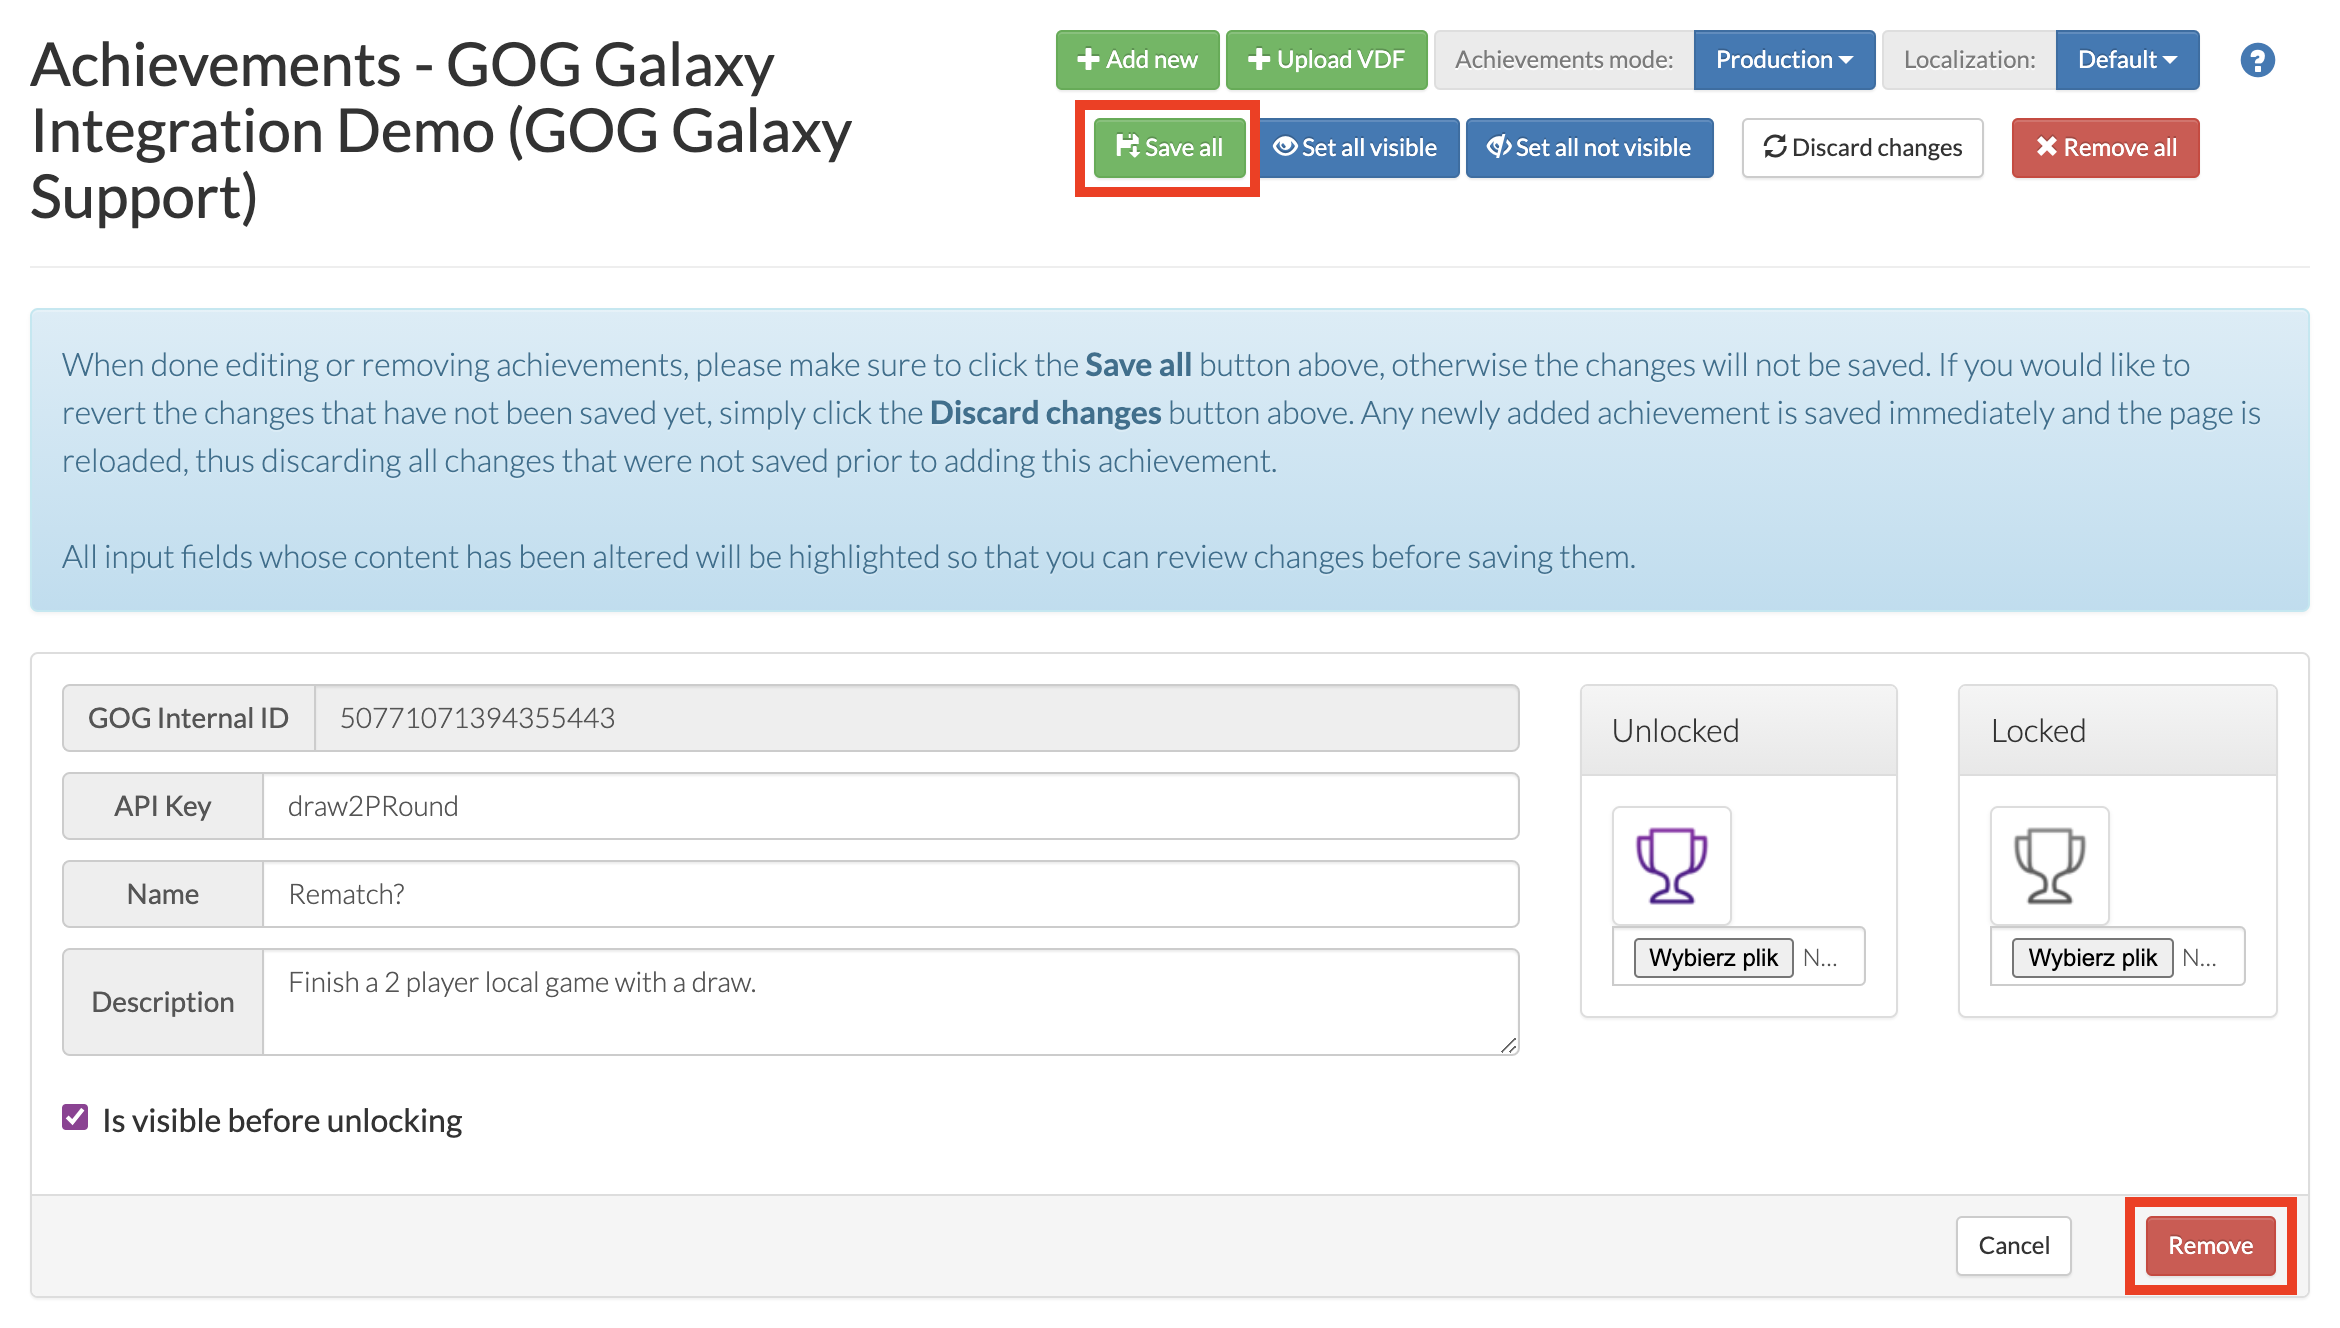 Achievements - GOG Galaxy
Integration Demo (GOG Galaxy
Support)
Add new
Upload VDF
Achievements mode:
Production
Localization:
Default
Save all
Set all visible
Set all not visible
Discard changes
Remove all
When done editing or removing achievements, please make sure to click the Save all button above, otherwise the changes will not be saved. If you would like to
revert the changes that have not been saved yet, simply click the Discard changes button above. Any newly added achievement is saved immediately and the page is
reloaded, thus discarding all changes that were not saved prior to adding this achievement.
All input fields whose content has been altered will be highlighted so that you can review changes before saving them.
GOG Internal ID
50771071394355443
API Key
draw2PRound
Name
Rematch?
Description
Finish a 2 player local game with a draw.
Is visible before unlocking
Unlocked
Wybierz plik N...
Locked
Wybierz plik N...
Cancel
Remove